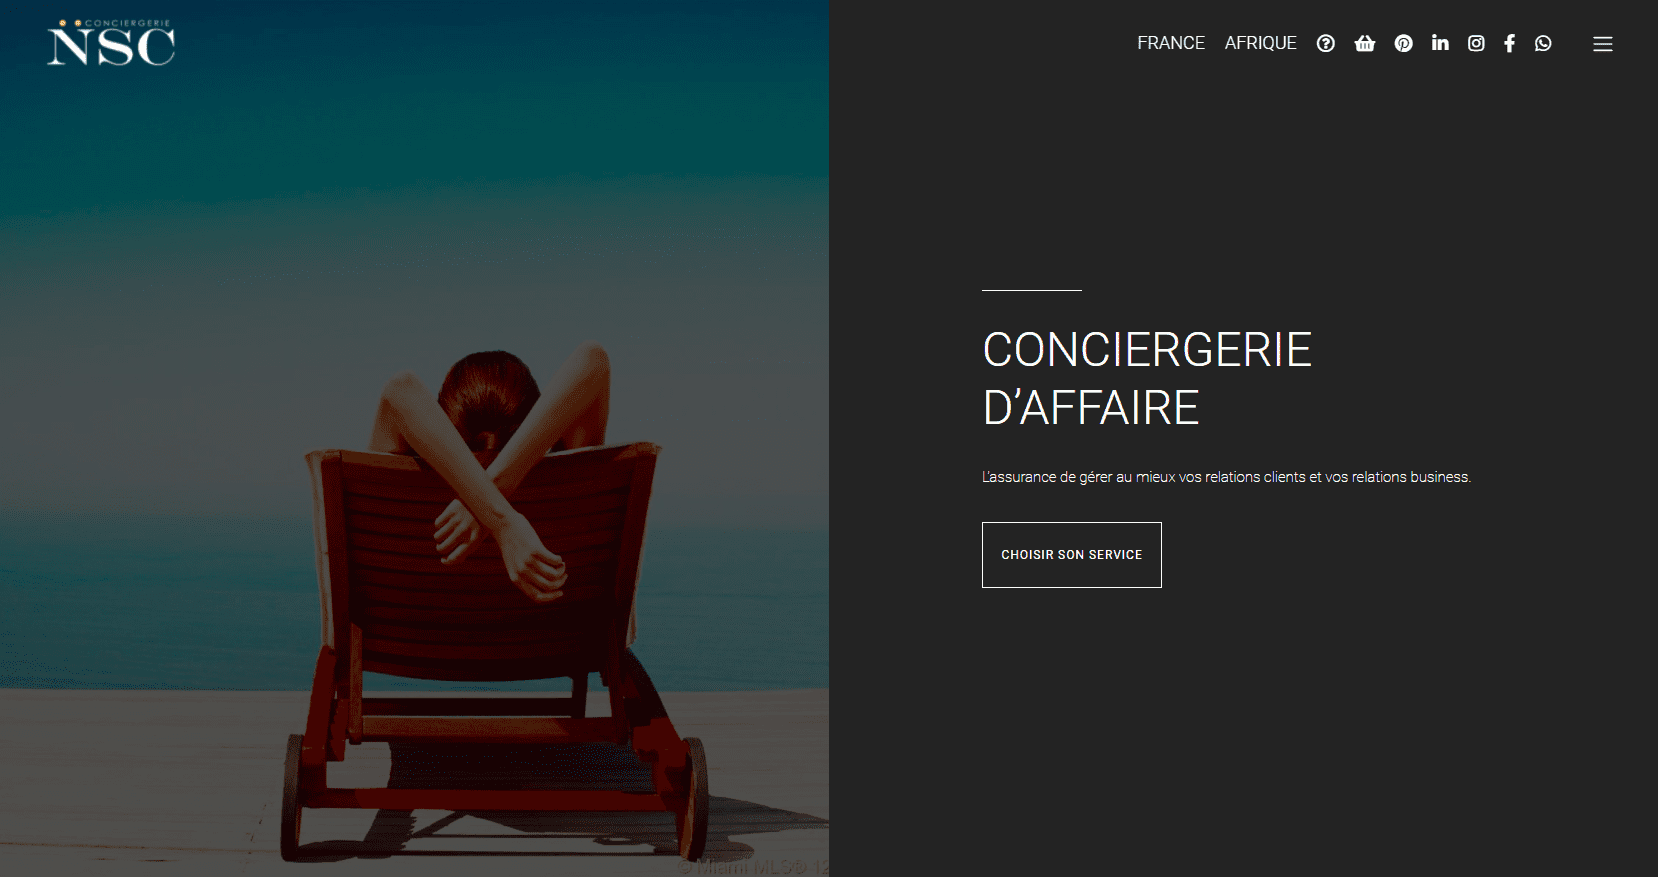 CONCIERGERIE
NSC
FRANCE AFRIQUE
CONCIERGERIE
D’AFFAIRE
L’assurance de gérer au mieux vos relations clients et vos relations business.
CHOISIR SON SERVICE
© Miami MLSD 12